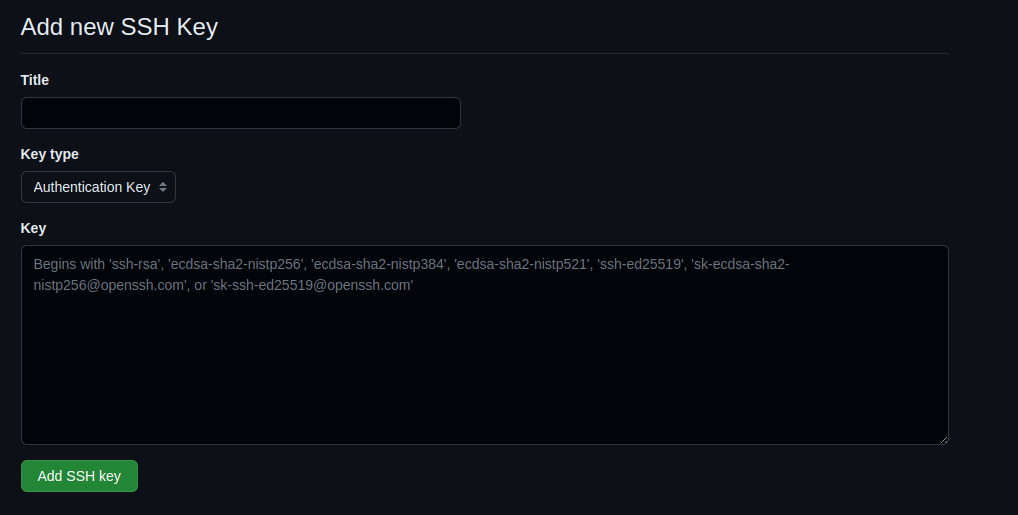 Add new SSH Key
Title
Key type
Authentication Key
Key
Begins with 'ssh-rsa', 'ecdsa-sha2-nistp256', 'ecdsa-sha2-nistp384', 'ecdsa-sha2-nistp521', 'ssh-ed25519', 'sk-ecdsa-sha2-
nistp256@openssh.com', or 'sk-ssh-ed25519@openssh.com'
Add SSH key